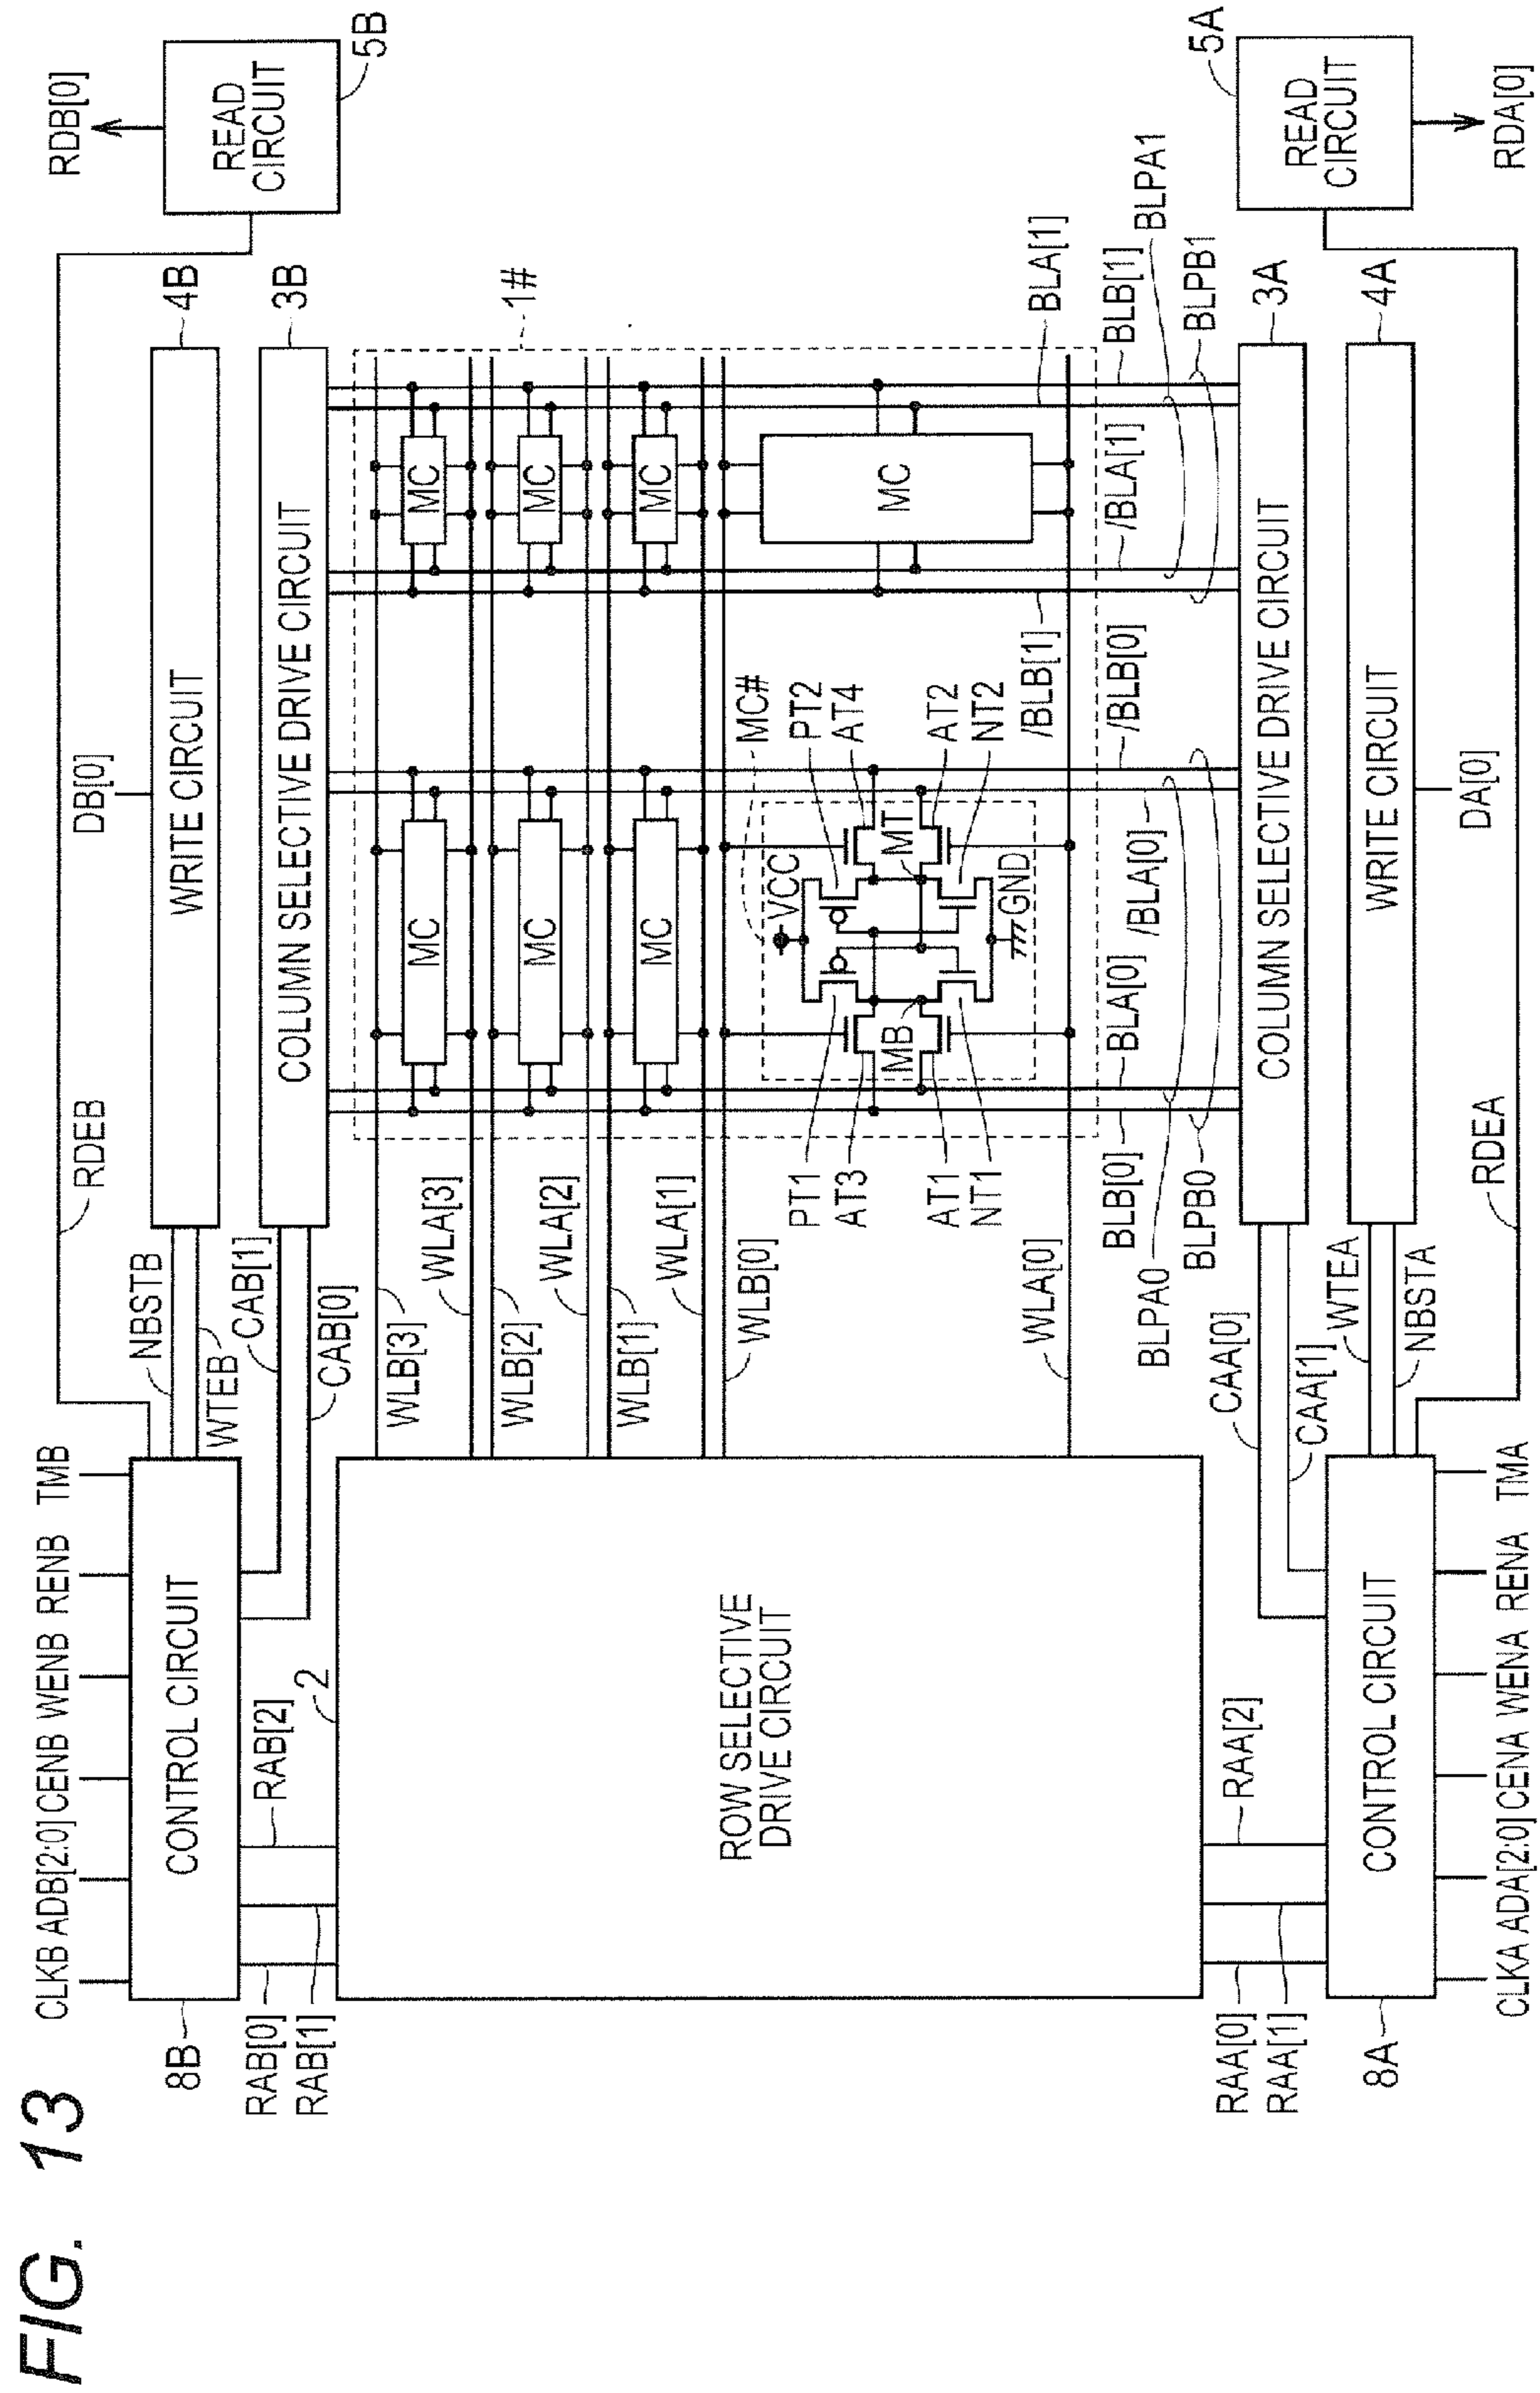 FIG. 13
RDB[0]
READ
CIRCUIT
5B
RDEB
DB[0]
WRITE CIRCUIT
4B
COLUMN SELECTIVE DRIVE CIRCUIT
3B
NBSTB
WTEB
CAB[1]
CAB[0]
CLKB ADB[2:0] CENB WENB RENB TMB
CONTROL CIRCUIT
8B
RAB[0]
RAB[1]
RAB[2]
2
ROW SELECTIVE
DRIVE CIRCUIT
WLB[3]
WLA[3]
WLB[2]
WLA[2]
WLB[1]
WLA[1]
WLB[0]
WLA[0]
1#
MC
MC
MC
MC
MC
MC
MC
MC#
VCC
PT2
AT4
MT
AT2
NT2
GND
MB
PT1
AT3
AT1
NT1
BLB[0]
BLA[0]
/BLA[0]
/BLB[0]
/BLB[1]
/BLA[1]
BLA[1]
BLB[1]
BLPA0
BLPB0
BLPA1
BLPB1
COLUMN SELECTIVE DRIVE CIRCUIT
3A
WRITE CIRCUIT
4A
DA[0]
CAA[0]
CAA[1]
WTEA
NBSTA
RDEA
READ
CIRCUIT
5A
RDA[0]
RAA[0]
RAA[1]
RAA[2]
CONTROL CIRCUIT
8A
CLKA ADA[2:0] CENA WENA RENA TMA